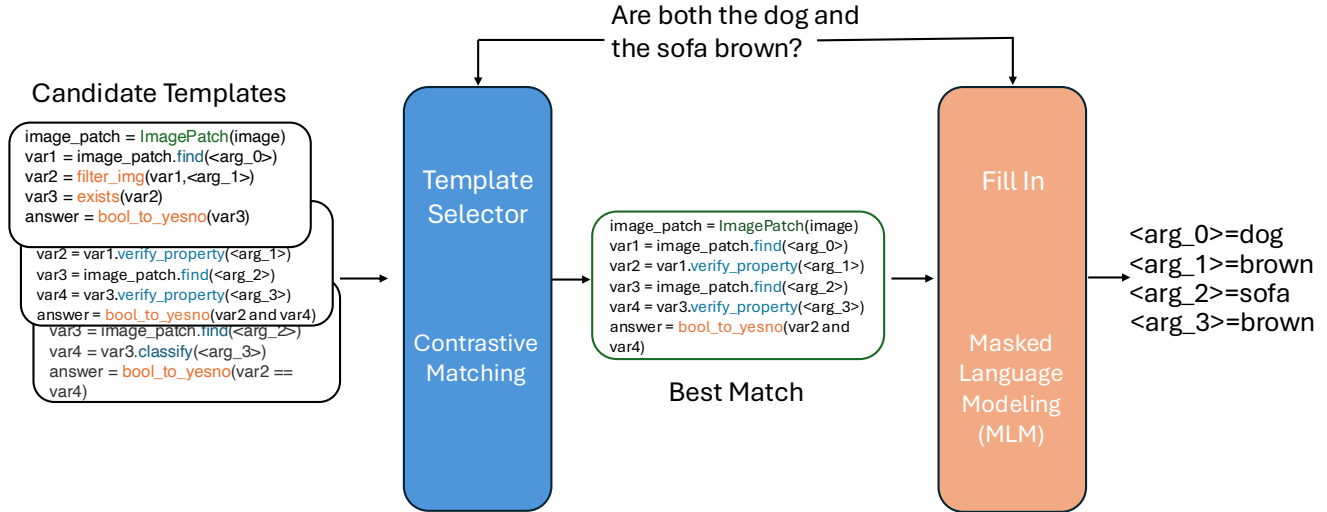 Are both the dog and
the sofa brown?
Candidate Templates
image_patch = ImagePatch(image)
var1 = image_patch.find(<arg_0>)
var2 = filter_img(var1,<arg_1>)
var3 = exists(var2)
answer = bool_to_yesno(var3)
var2 = var1.verify_property(<arg_1>)
var3 = image_patch.find(<arg_2>)
var4 = var3.verify_property(<arg_3>)
answer = bool_to_yesno(var2 and var4)
var3 = image_patch.find(<arg_2>)
var4 = var3.classify(<arg_3>)
answer = bool_to_yesno(var2 ==
var4)
Template
Selector
Contrastive
Matching
image_patch = ImagePatch(image)
var1 = image_patch.find(<arg_0>)
var2 = var1.verify_property(<arg_1>)
var3 = image_patch.find(<arg_2>)
var4 = var3.verify_property(<arg_3>)
answer = bool_to_yesno(var2 and
var4)
Best Match
Fill In
Masked
Language
Modeling
(MLM)
<arg_0>=dog
<arg_1>=brown
<arg_2>=sofa
<arg_3>=brown